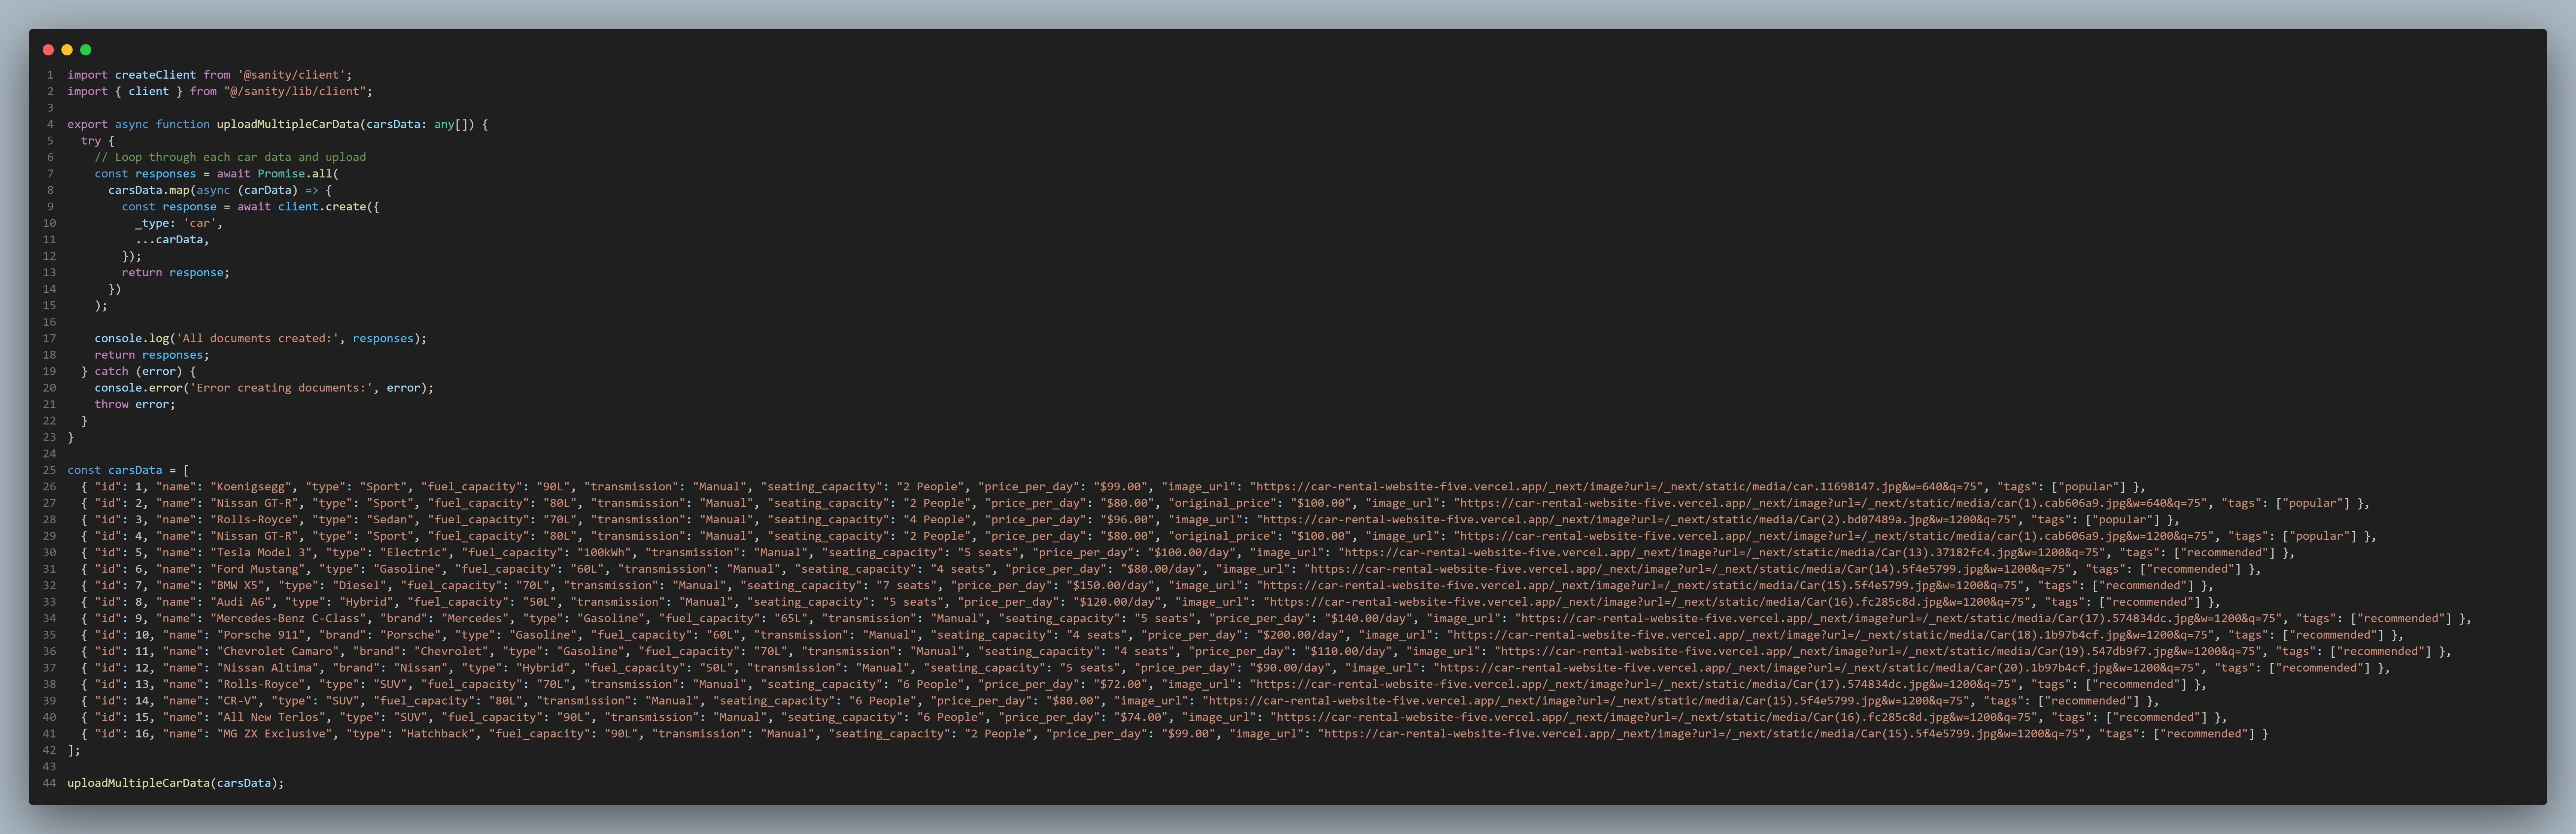 1 import createClient from '@sanity/client';
2 import { client } from "@/sanity/lib/client";
3
4 export async function uploadMultipleCarData(carsData: any[]) {
5   try {
6     // Loop through each car data and upload
7     const responses = await Promise.all(
8       carsData.map(async (carData) => {
9         const response = await client.create({
10           _type: 'car',
11           ...carData,
12         });
13         return response;
14       })
15     );
16
17     console.log('All documents created:', responses);
18     return responses;
19   } catch (error) {
20     console.error('Error creating documents:', error);
21     throw error;
22   }
23 }
24
25 const carsData = [
26   { "id": 1, "name": "Koenigsegg", "type": "Sport", "fuel_capacity": "90L", "transmission": "Manual", "seating_capacity": "2 People", "price_per_day": "$99.00", "image_url": "https://car-rental-website-five.vercel.app/_next/image?url=/_next/static/media/car.11698147.jpg&w=640&q=75", "tags": ["popular"] },
27   { "id": 2, "name": "Nissan GT-R", "type": "Sport", "fuel_capacity": "80L", "transmission": "Manual", "seating_capacity": "2 People", "price_per_day": "$80.00", "original_price": "$100.00", "image_url": "https://car-rental-website-five.vercel.app/_next/image?url=/_next/static/media/car(1).cab606a9.jpg&w=640&q=75", "tags": ["popular"] },
28   { "id": 3, "name": "Rolls-Royce", "type": "Sedan", "fuel_capacity": "70L", "transmission": "Manual", "seating_capacity": "4 People", "price_per_day": "$96.00", "image_url": "https://car-rental-website-five.vercel.app/_next/image?url=/_next/static/media/Car(2).bd07489a.jpg&w=1200&q=75", "tags": ["popular"] },
29   { "id": 4, "name": "Nissan GT-R", "type": "Sport", "fuel_capacity": "80L", "transmission": "Manual", "seating_capacity": "2 People", "price_per_day": "$80.00", "original_price": "$100.00", "image_url": "https://car-rental-website-five.vercel.app/_next/image?url=/_next/static/media/car(1).cab606a9.jpg&w=1200&q=75", "tags": ["popular"] },
30   { "id": 5, "name": "Tesla Model 3", "type": "Electric", "fuel_capacity": "100kWh", "transmission": "Manual", "seating_capacity": "5 seats", "price_per_day": "$100.00/day", "image_url": "https://car-rental-website-five.vercel.app/_next/image?url=/_next/static/media/Car(13).37182fc4.jpg&w=1200&q=75", "tags": ["recommended"] },
31   { "id": 6, "name": "Ford Mustang", "type": "Gasoline", "fuel_capacity": "60L", "transmission": "Manual", "seating_capacity": "4 seats", "price_per_day": "$80.00/day", "image_url": "https://car-rental-website-five.vercel.app/_next/image?url=/_next/static/media/Car(14).5f4e5799.jpg&w=1200&q=75", "tags": ["recommended"] },
32   { "id": 7, "name": "BMW X5", "type": "Diesel", "fuel_capacity": "70L", "transmission": "Manual", "seating_capacity": "7 seats", "price_per_day": "$150.00/day", "image_url": "https://car-rental-website-five.vercel.app/_next/image?url=/_next/static/media/Car(15).5f4e5799.jpg&w=1200&q=75", "tags": ["recommended"] },
33   { "id": 8, "name": "Audi A6", "type": "Hybrid", "fuel_capacity": "50L", "transmission": "Manual", "seating_capacity": "5 seats", "price_per_day": "$120.00/day", "image_url": "https://car-rental-website-five.vercel.app/_next/image?url=/_next/static/media/Car(16).fc285c8d.jpg&w=1200&q=75", "tags": ["recommended"] },
34   { "id": 9, "name": "Mercedes-Benz C-Class", "brand": "Mercedes", "type": "Gasoline", "fuel_capacity": "65L", "transmission": "Manual", "seating_capacity": "5 seats", "price_per_day": "$140.00/day", "image_url": "https://car-rental-website-five.vercel.app/_next/image?url=/_next/static/media/Car(17).574834dc.jpg&w=1200&q=75", "tags": ["recommended"] },
35   { "id": 10, "name": "Porsche 911", "brand": "Porsche", "type": "Gasoline", "fuel_capacity": "60L", "transmission": "Manual", "seating_capacity": "4 seats", "price_per_day": "$200.00/day", "image_url": "https://car-rental-website-five.vercel.app/_next/image?url=/_next/static/media/Car(18).1b97b4cf.jpg&w=1200&q=75", "tags": ["recommended"] },
36   { "id": 11, "name": "Chevrolet Camaro", "brand": "Chevrolet", "type": "Gasoline", "fuel_capacity": "70L", "transmission": "Manual", "seating_capacity": "4 seats", "price_per_day": "$110.00/day", "image_url": "https://car-rental-website-five.vercel.app/_next/image?url=/_next/static/media/Car(19).547db9f7.jpg&w=1200&q=75", "tags": ["recommended"] },
37   { "id": 12, "name": "Nissan Altima", "brand": "Nissan", "type": "Hybrid", "fuel_capacity": "50L", "transmission": "Manual", "seating_capacity": "5 seats", "price_per_day": "$90.00/day", "image_url": "https://car-rental-website-five.vercel.app/_next/image?url=/_next/static/media/Car(20).1b97b4cf.jpg&w=1200&q=75", "tags": ["recommended"] },
38   { "id": 13, "name": "Rolls-Royce", "type": "SUV", "fuel_capacity": "70L", "transmission": "Manual", "seating_capacity": "6 People", "price_per_day": "$72.00", "image_url": "https://car-rental-website-five.vercel.app/_next/image?url=/_next/static/media/Car(17).574834dc.jpg&w=1200&q=75", "tags": ["recommended"] },
39   { "id": 14, "name": "CR-V", "type": "SUV", "fuel_capacity": "80L", "transmission": "Manual", "seating_capacity": "6 People", "price_per_day": "$80.00", "image_url": "https://car-rental-website-five.vercel.app/_next/image?url=/_next/static/media/Car(15).5f4e5799.jpg&w=1200&q=75", "tags": ["recommended"] },
40   { "id": 15, "name": "All New Terlos", "type": "SUV", "fuel_capacity": "90L", "transmission": "Manual", "seating_capacity": "6 People", "price_per_day": "$74.00", "image_url": "https://car-rental-website-five.vercel.app/_next/image?url=/_next/static/media/Car(16).fc285c8d.jpg&w=1200&q=75", "tags": ["recommended"] },
41   { "id": 16, "name": "MG ZX Exclusive", "type": "Hatchback", "fuel_capacity": "90L", "transmission": "Manual", "seating_capacity": "2 People", "price_per_day": "$99.00", "image_url": "https://car-rental-website-five.vercel.app/_next/image?url=/_next/static/media/Car(15).5f4e5799.jpg&w=1200&q=75", "tags": ["recommended"] }
42 ];
43
44 uploadMultipleCarData(carsData);